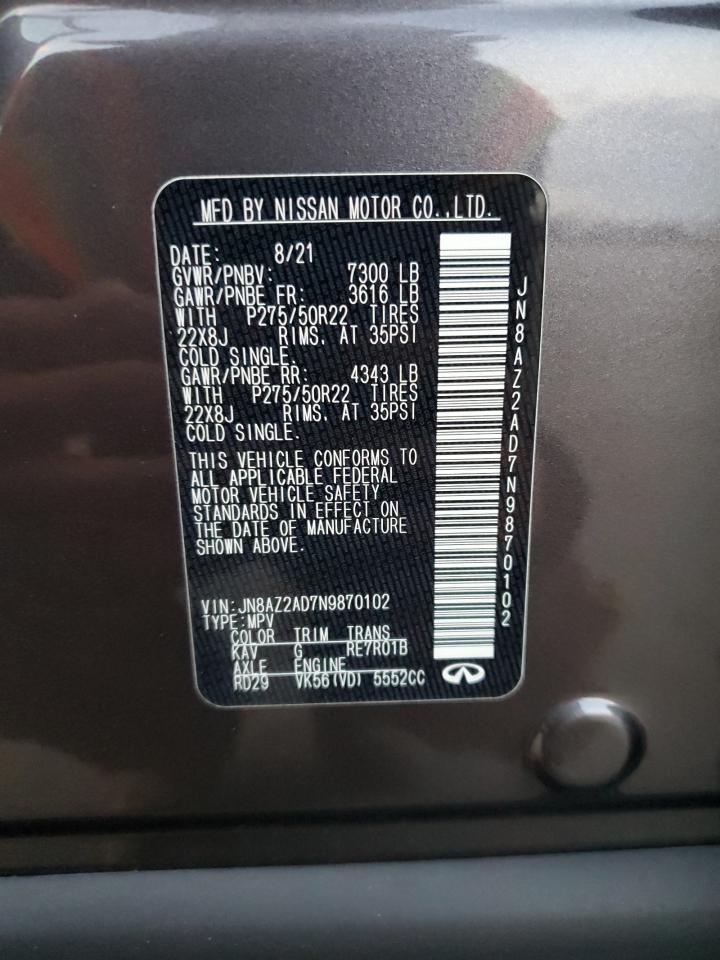 MFD BY NISSAN MOTOR CO.,LTD.
DATE: 8/21
GVWR/PNBV: 7300 LB
GAWR/PNBE FR: 3616 LB
WITH P275/50R22 TIRES
22X8J RIMS, AT 35PSI
COLD SINGLE.
GAWR/PNBE RR: 4343 LB
WITH P275/50R22 TIRES
22X8J RIMS, AT 35PSI
COLD SINGLE.
THIS VEHICLE CONFORMS TO
ALL APPLICABLE FEDERAL
MOTOR VEHICLE SAFETY
STANDARDS IN EFFECT ON
THE DATE OF MANUFACTURE
SHOWN ABOVE.
VIN:JN8AZ2AD7N9870102
TYPE:MPV
COLOR TRIM TRANS
KAV G RE7R01B
AXLE ENGINE
RD29 VK56(VD) 5552CC
JN8AZ2AD7N9870102